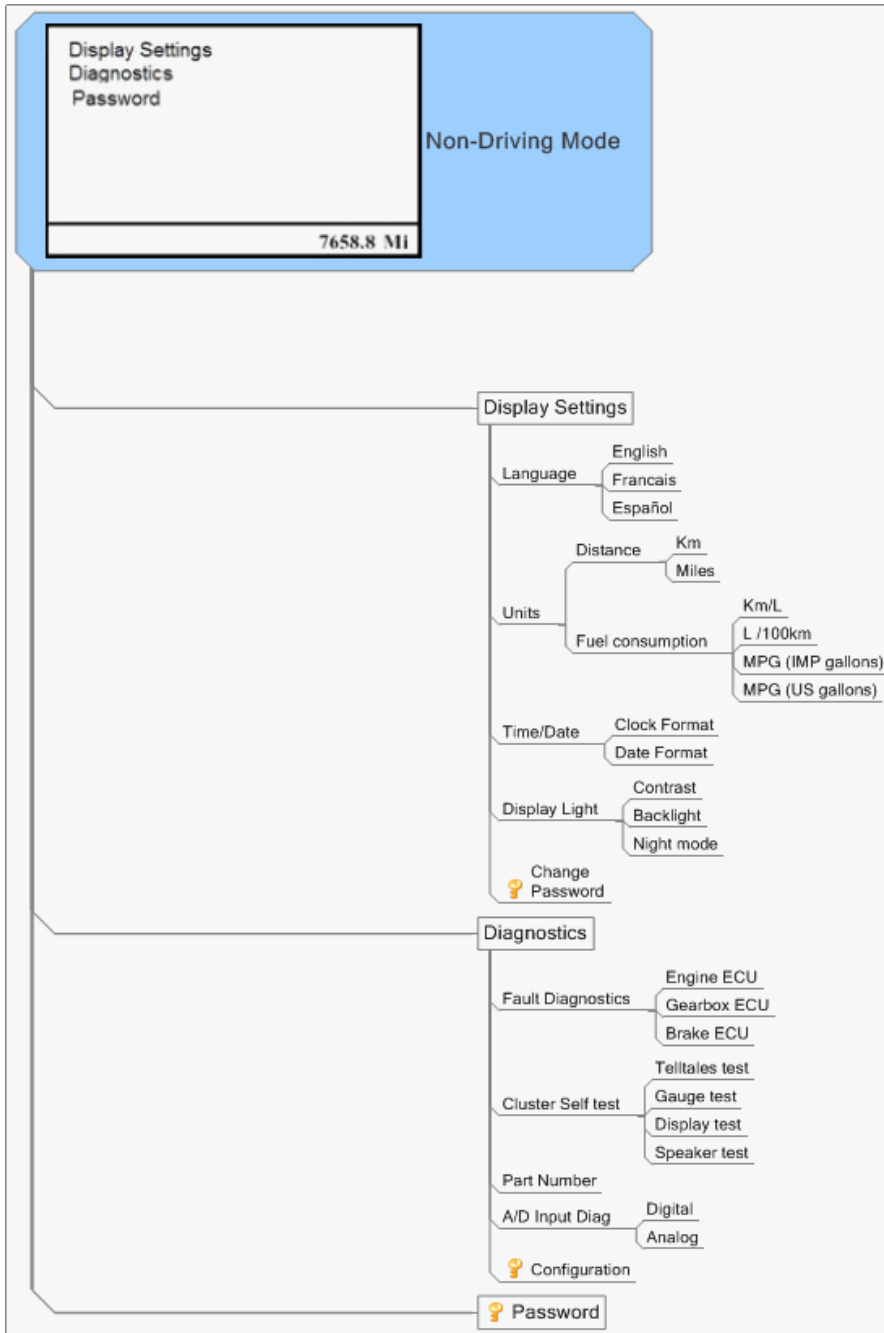 Display Settings
Diagnostics
Password
7658.8 Mi
Non-Driving Mode
Display Settings
Language
English
Francais
Español
Units
Distance
Km
Miles
Fuel consumption
Km/L
L /100km
MPG (IMP gallons)
MPG (US gallons)
Time/Date
Clock Format
Date Format
Display Light
Contrast
Backlight
Night mode
Change
Password
Diagnostics
Fault Diagnostics
Engine ECU
Gearbox ECU
Brake ECU
Cluster Self test
Telltales test
Gauge test
Display test
Speaker test
Part Number
A/D Input Diag
Digital
Analog
Configuration
Password